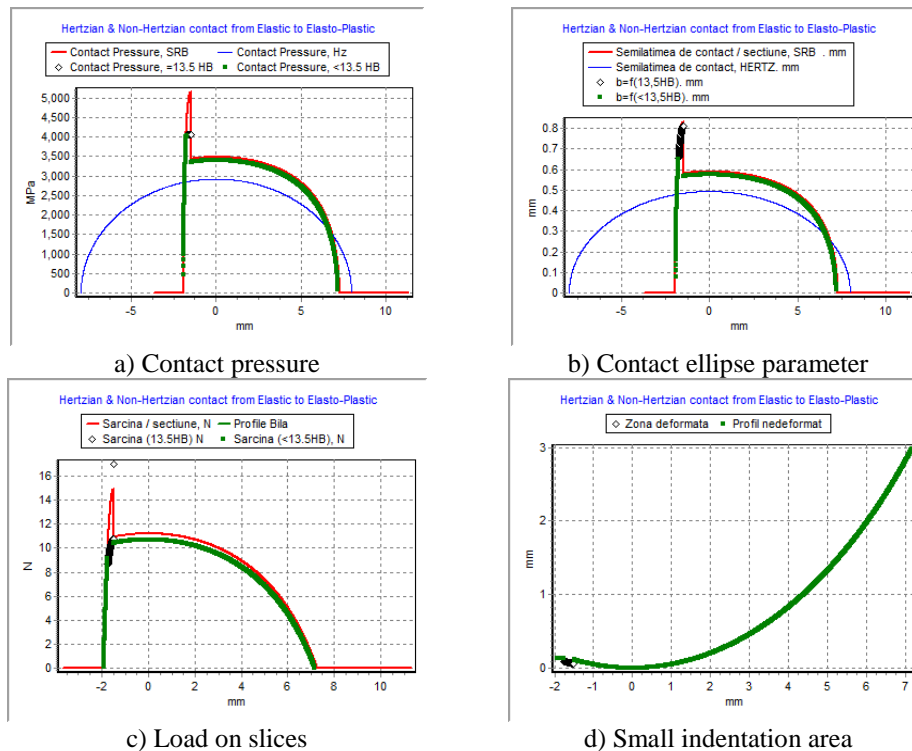 Hertzian & Non-Hertzian contact from Elastic to Elasto-Plastic
Contact Pressure, SRB Contact Pressure, Hz
Contact Pressure, =13.5 HB Contact Pressure, <13.5 HB
5,000
4,500
4,000
3,500
3,000
2,500
2,000
1,500
1,000
500
0
MPa
-5 0 5 10
mm
a) Contact pressure
Hertzian & Non-Hertzian contact from Elastic to Elasto-Plastic
Semilatimea de contact / sectiune, SRB . mm
Semilatimea de contact, HERTZ. mm
b=f(13,5HB). mm
b=f(<13,5HB). mm
0.8
0.7
0.6
0.5
0.4
0.3
0.2
0.1
0
mm
-5 0 5 10
mm
b) Contact ellipse parameter
Hertzian & Non-Hertzian contact from Elastic to Elasto-Plastic
Sarcina / sectiune, N Profile Bila
Sarcina (13.5HB) N Sarcina (<13.5HB), N
16
14
12
10
8
6
4
2
0
N
-2 0 2 4 6 8 10
mm
c) Load on slices
Hertzian & Non-Hertzian contact from Elastic to Elasto-Plastic
Zona deformata Profil nedeformat
3
2
1
0
mm
-2 -1 0 1 2 3 4 5 6 7
mm
d) Small indentation area